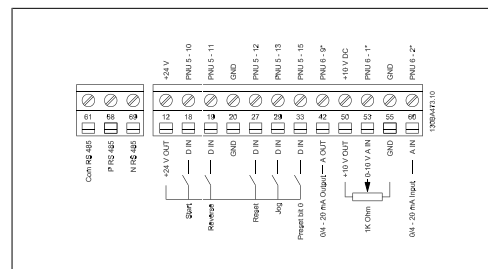 +24 V
PNU 5 - 10
PNU 5 - 11
GND
PNU 5 - 12
PNU 5 - 13
PNU 5 - 15
PNU 6 - 9*
+10 V DC
PNU 6 - 1*
GND
PNU 6 - 2*
61 68 69 12 18 19 20 27 29 33 42 50 53 55 60
Com RS 485
P RS 485
N RS 485
+24 V OUT
D IN
D IN
GND
D IN
D IN
D IN
0/4 - 20 mA Output
A OUT
+10 V OUT
0-10 V A IN
GND
0/4 - 20 mA Input
A IN
Start
Reverse
Reset
Jog
Preset bit 0
1K Ohm
130BA473.10